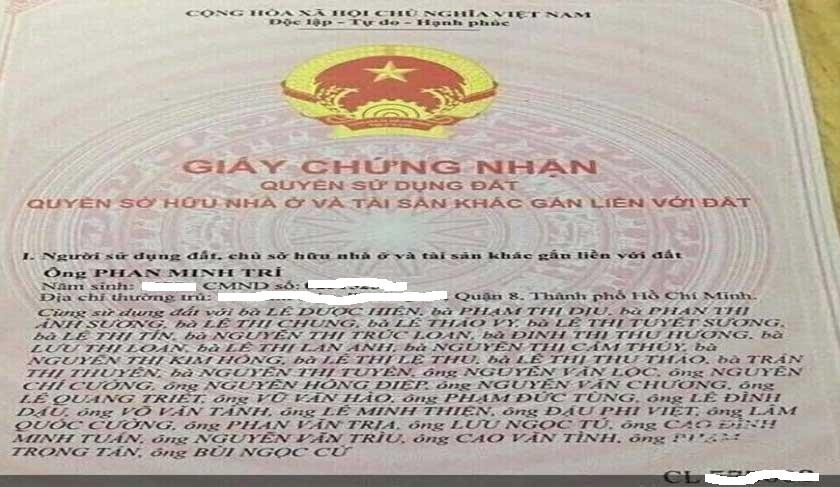 CỘNG HÒA XÃ HỘI CHỦ NGHĨA VIỆT NAM
Độc lập - Tự do - Hạnh phúc
GIẤY CHỨNG NHẬN
QUYỀN SỬ DỤNG ĐẤT
QUYỀN SỞ HỮU NHÀ Ở VÀ TÀI SẢN KHÁC GẮN LIỀN VỚI ĐẤT
I. Người sử dụng đất, chủ sở hữu nhà ở và tài sản khác gắn liền với đất
Ông PHAN MINH TRÍ
Năm sinh: CMND số:
Địa chỉ thường trú: Quận 8, Thành phố Hồ Chí Minh.
Cùng sử dụng đất với bà LÊ DƯỢC HIỀN, bà PHẠM THỊ DỊU, bà PHAN THỊ
ÁNH SƯƠNG, bà LÊ THỊ CHUNG, bà LÊ THẢO VY, bà LÊ THỊ TUYẾT SƯƠNG,
bà LÊ THỊ TÍN, bà NGUYỄN THỊ TRÚC LOAN, bà ĐINH THỊ THU HƯƠNG, bà
LƯU THỊ LOAN, bà LÊ THỊ LAN ANH, bà NGUYỄN THỊ CẨM THÚY, bà
NGUYỄN THỊ KIM HỒNG, bà LÊ THỊ LỆ THU, bà LÊ THỊ THU THẢO, bà TRẦN
THỊ THUYỀN, bà NGUYỄN THỊ TUYÊN, ông NGUYỄN VĂN LỘC, ông NGUYỄN
CHÍ CƯỜNG, ông NGUYỄN HỒNG ĐIỆP, ông NGUYỄN VĂN CHƯƠNG, ông
LÊ QUANG TRIẾT, ông VŨ VĂN HẢO, ông PHẠM ĐỨC TÙNG, ông LÊ ĐÌNH
DẬU, ông VÕ VĂN TÁNH, ông LÊ MINH THIỆN, ông ĐẬU PHI VIỆT, ông LÂM
QUỐC CƯỜNG, ông PHAN VĂN TRỊA, ông LƯU NGỌC TÚ, ông CAO ĐÌNH
MINH TUẤN, ông NGUYỄN VĂN TRÌU, ông CAO VĂN TỈNH, ông PHẠM
TRỌNG TẤN, ông BÙI NGỌC CỨ
CL